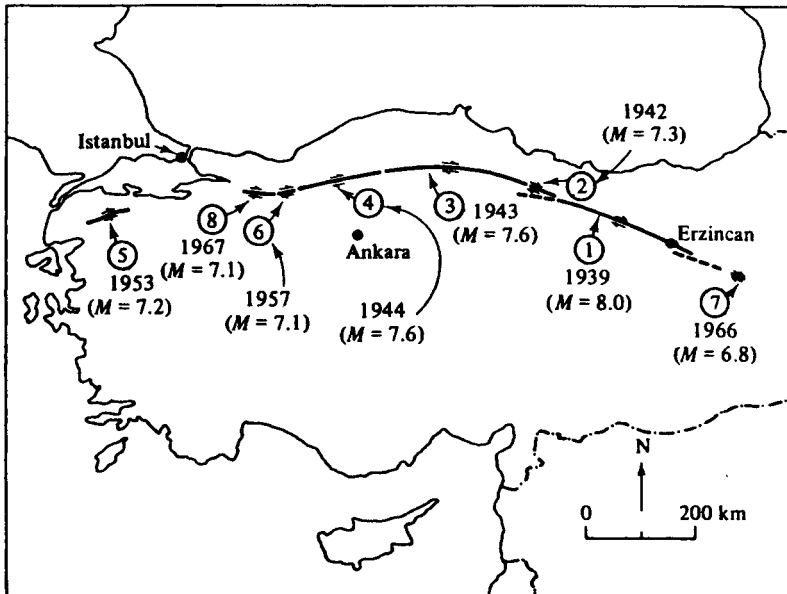 1942
(M = 7.3)
Istanbul
2
8
6
4
3
1943
(M = 7.6)
1
Erzincan
5
1967
(M = 7.1)
Ankara
1939
(M = 8.0)
7
1953
(M = 7.2)
1957
(M = 7.1)
1944
(M = 7.6)
1966
(M = 6.8)
N
0 200 km